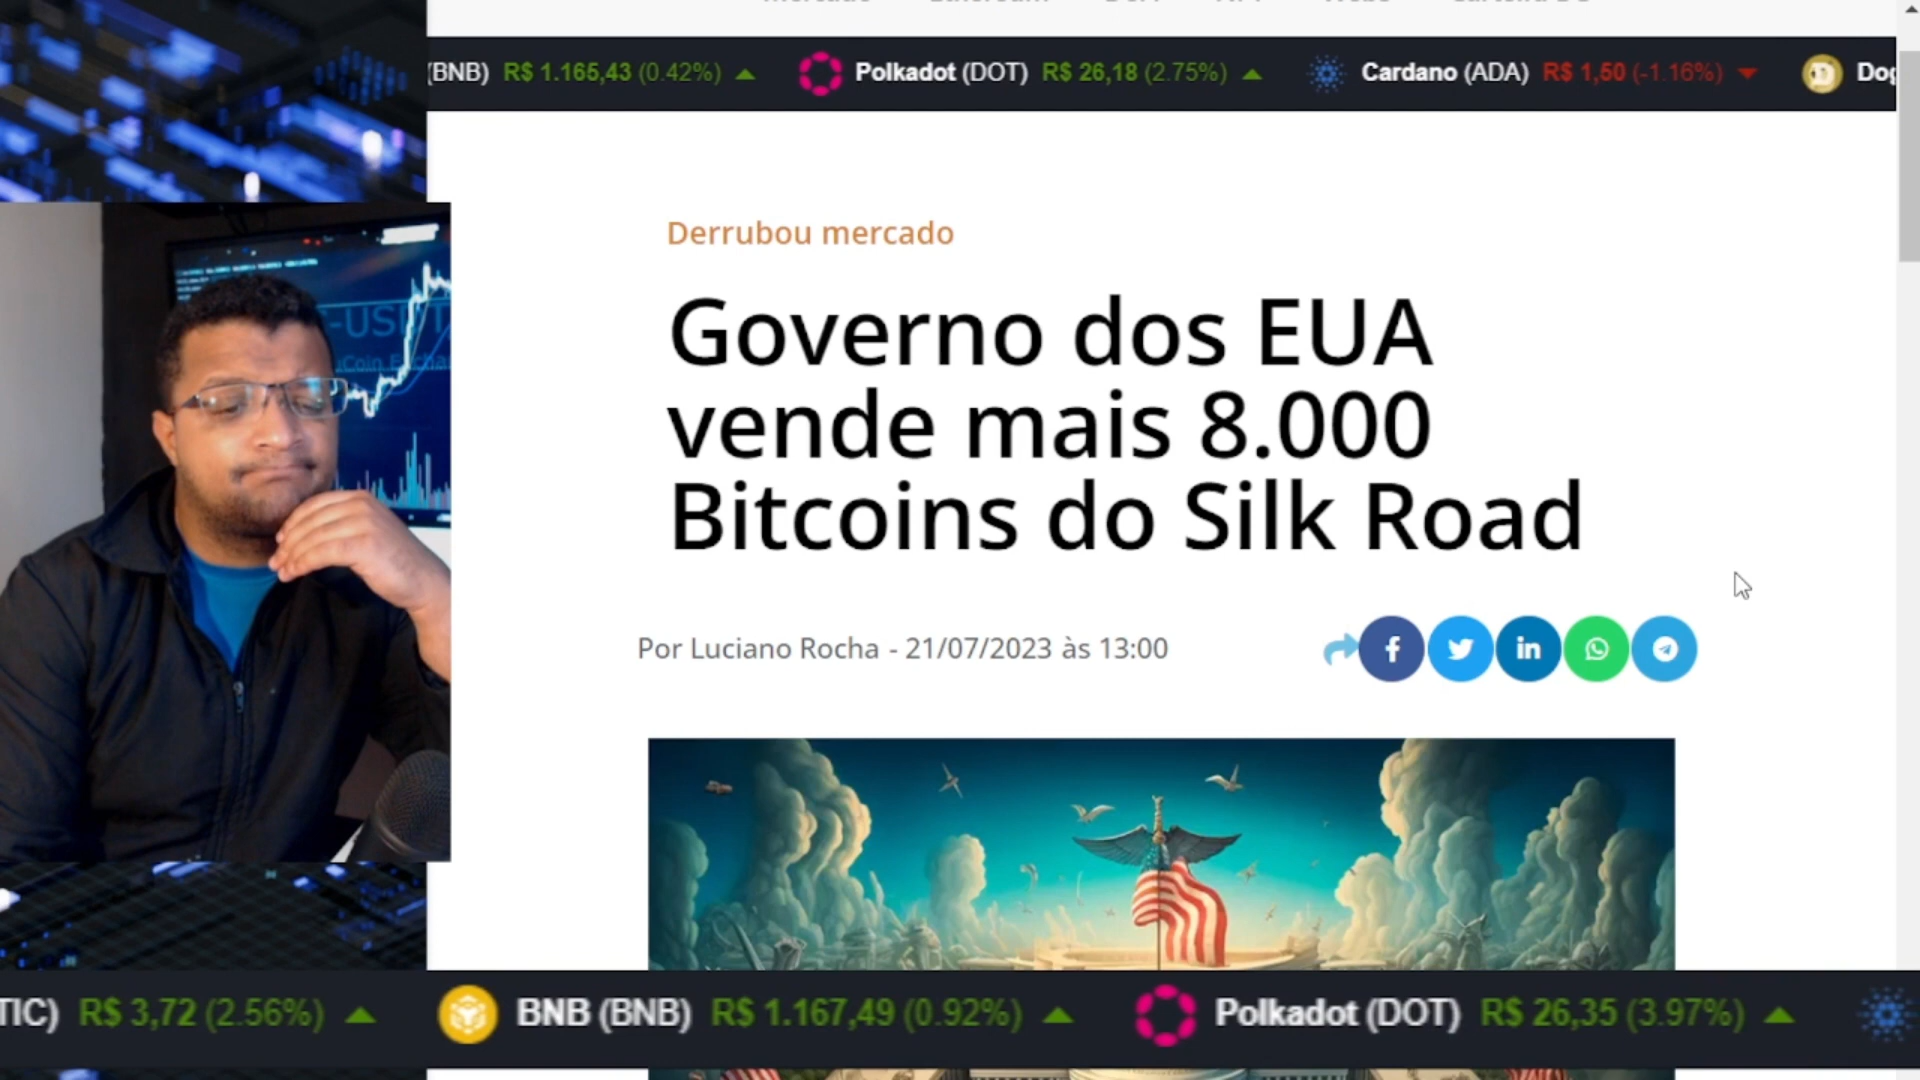 (BNB) R$ 1.165,43 (0.42%) Polkadot (DOT) R$ 26,18 (2.75%) Cardano (ADA) R$ 1,50 (-1.16%)
Derrubou mercado
Governo dos EUA
vende mais 8.000
Bitcoins do Silk Road
Por Luciano Rocha - 21/07/2023 às 13:00
TIC) R$ 3,72 (2.56%) BNB (BNB) R$ 1.167,49 (0.92%) Polkadot (DOT) R$ 26,35 (3.97%)